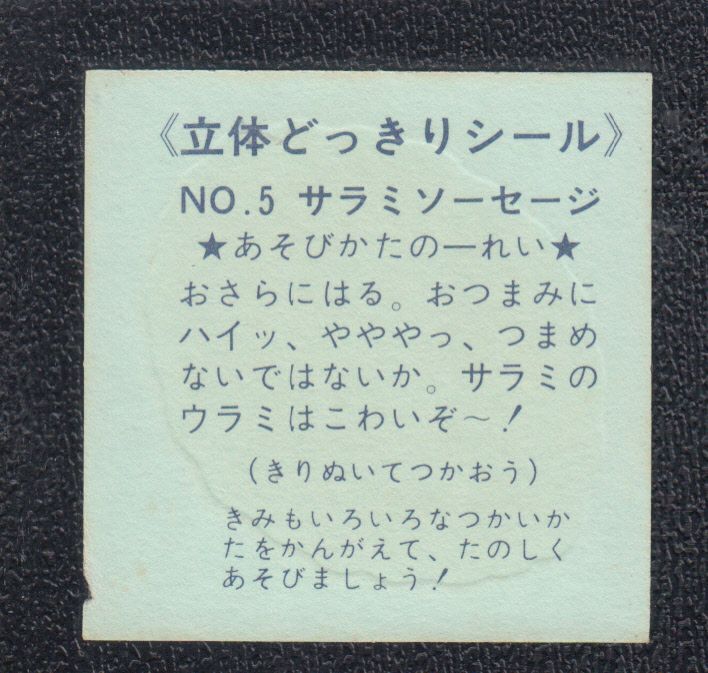 《立体どっきりシール》
NO.5 サラミソーセージ
★あそびかたの一れい★
おさらにはる。おつまみに
ハイッ、やややっ、つまめ
ないではないか。サラミの
ウラミはこわいぞ～！
（きりぬいてつかおう）
きみもいろいろなつかいか
たをかんがえて、たのしく
あそびましょう！